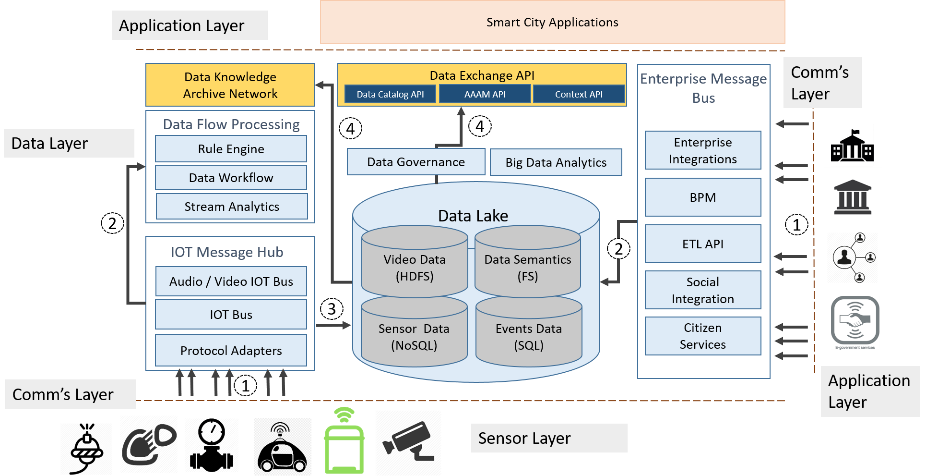 Application Layer
Smart City Applications
Data Knowledge
Archive Network
Data Exchange API
Data Catalog API
AAAM API
Context API
Enterprise Message
Bus
Comm's
Layer
Data Layer
Data Flow Processing
Rule Engine
Data Workflow
Stream Analytics
4
4
Data Governance
Big Data Analytics
Enterprise
Integrations
BPM
ETL API
Social
Integration
Citizen
Services
1
2
2
Data Lake
Video Data
(HDFS)
Data Semantics
(FS)
Sensor Data
(NoSQL)
Events Data
(SQL)
IOT Message Hub
Audio / Video IOT Bus
IOT Bus
Protocol Adapters
3
1
Comm's Layer
Application
Layer
Sensor Layer